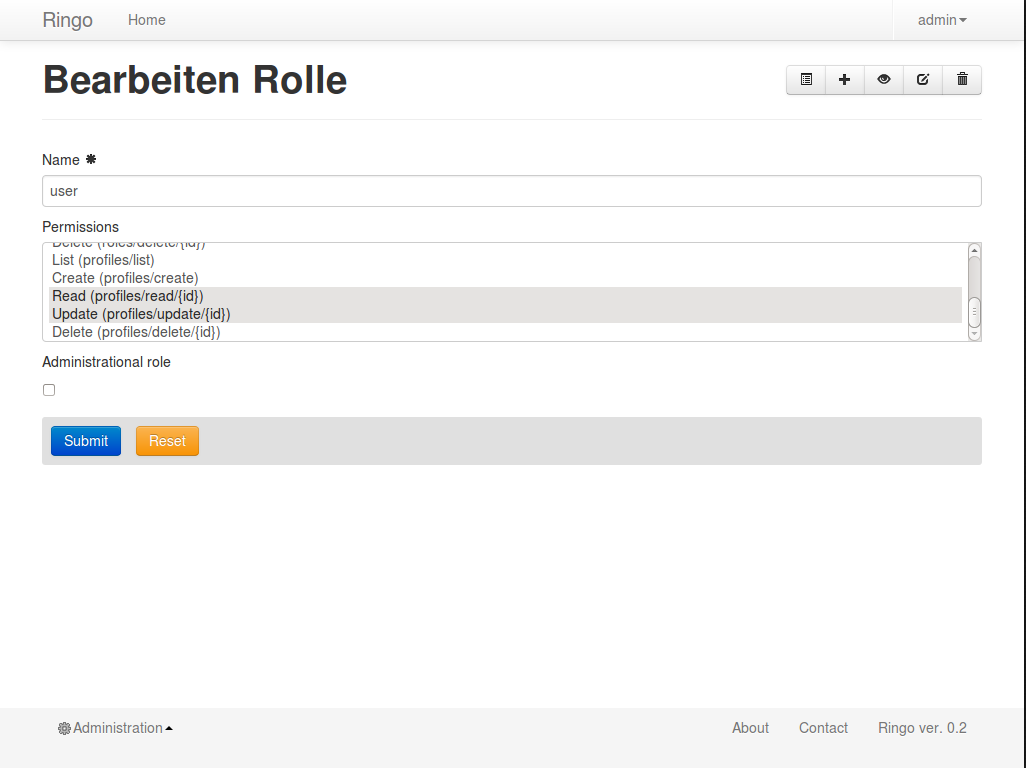 Ringo Home admin
Bearbeiten Rolle
Name
user
Permissions
Delete (roles/delete/{id})
List (profiles/list)
Create (profiles/create)
Read (profiles/read/{id})
Update (profiles/update/{id})
Delete (profiles/delete/{id})
Administrational role
Submit Reset
Administration About Contact Ringo ver. 0.2